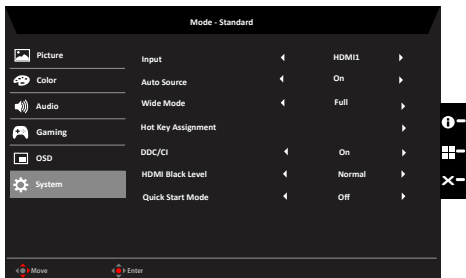 Mode - Standard
Picture
Color
Audio
Gaming
OSD
System
Input HDMI1
Auto Source On
Wide Mode Full
Hot Key Assignment
DDC/CI On
HDMI Black Level Normal
Quick Start Mode Off
Move Enter